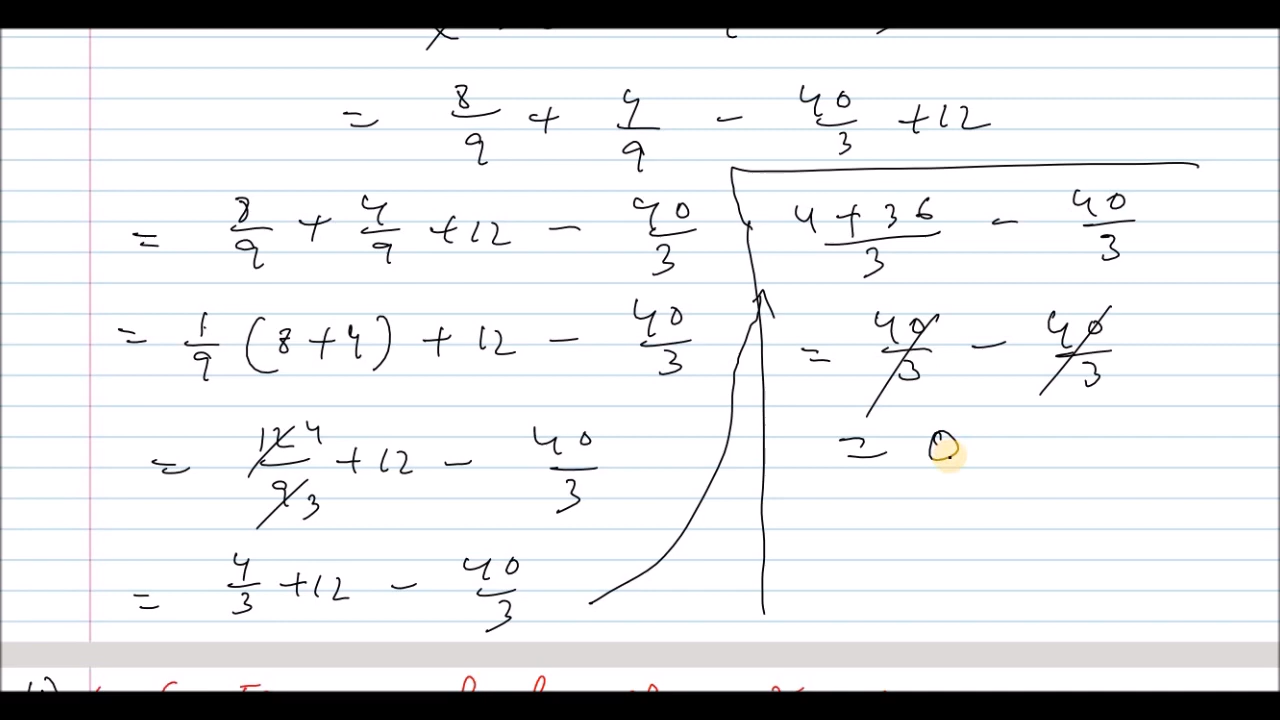 = 8/9 + 4/9 - 40/3 + 12
= 8/9 + 4/9 + 12 - 40/3
= 1/9 (8 + 4) + 12 - 40/3
= 12/9 4/3 + 12 - 40/3
= 4/3 + 12 - 40/3
4 + 36/3 - 40/3
= 40/3 - 40/3
= 0